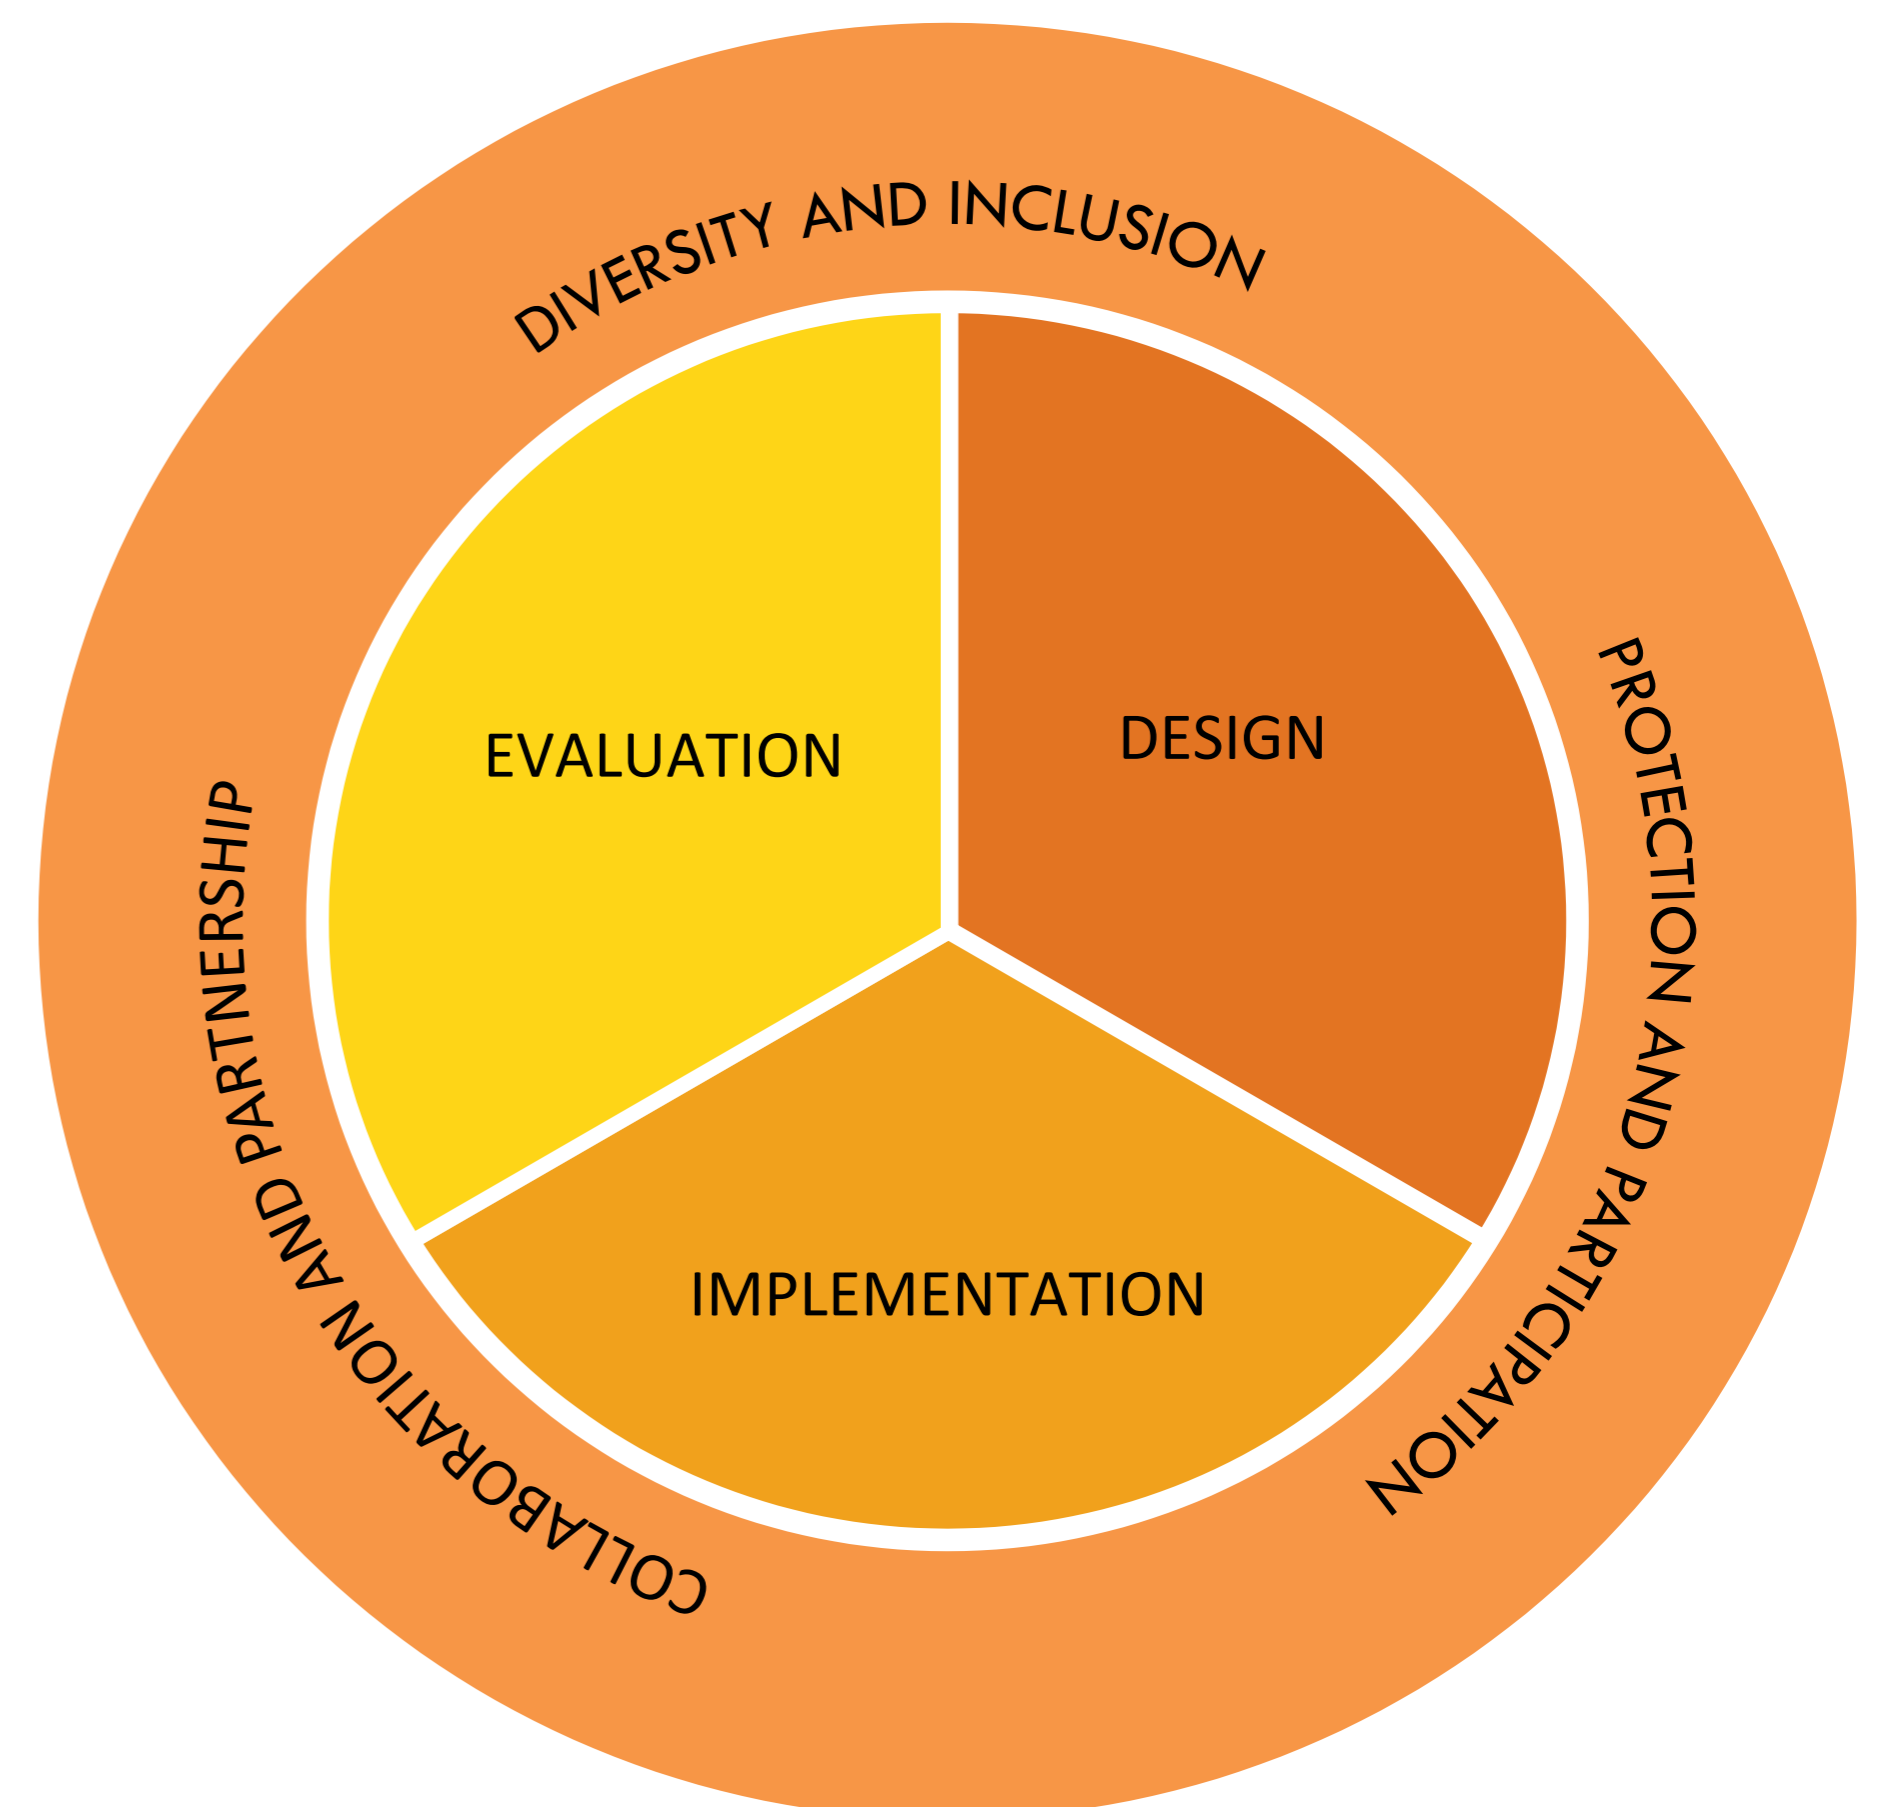 DIVERSITY AND INCLUSION
PROTECTION AND PARTICIPATION
COLLABORATION AND PARTNERSHIP
DESIGN
IMPLEMENTATION
EVALUATION